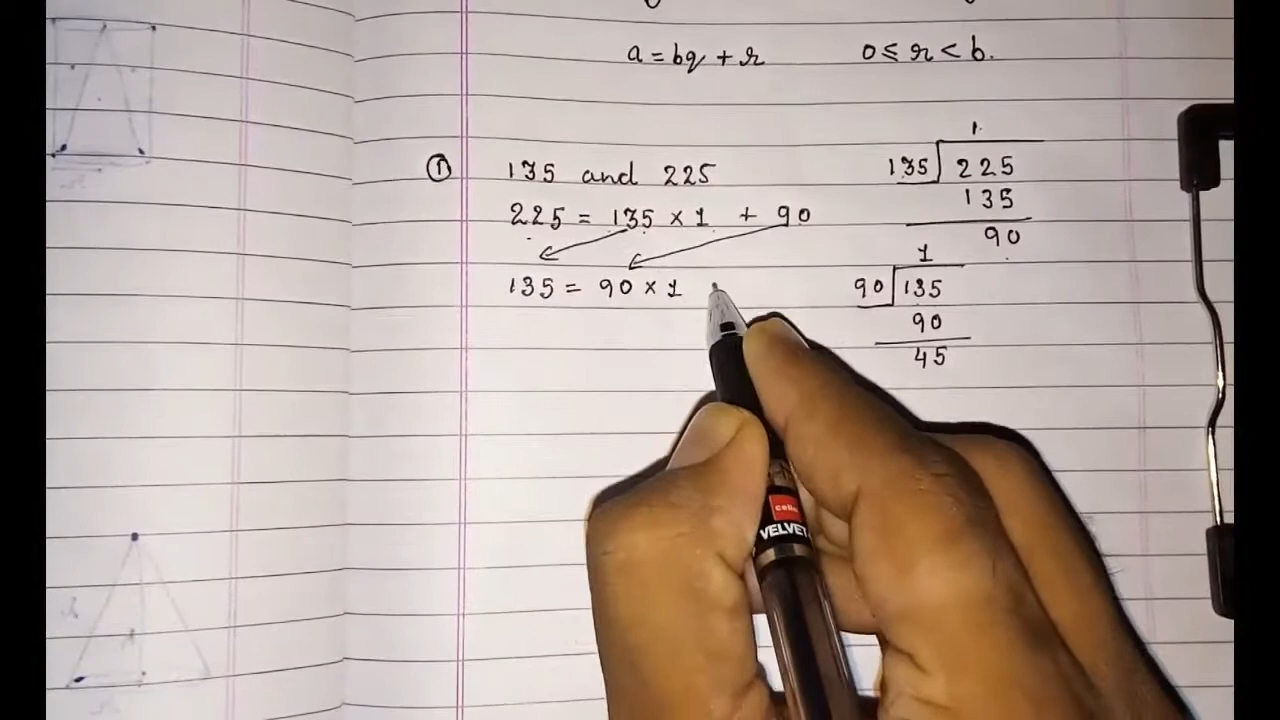 a = bq + r 0 ≤ r < b.
① 135 and 225
225 = 135 × 1 + 90
135 = 90 × 1
1
135 225
135
90
1
90 135
90
45
cello
VELVET